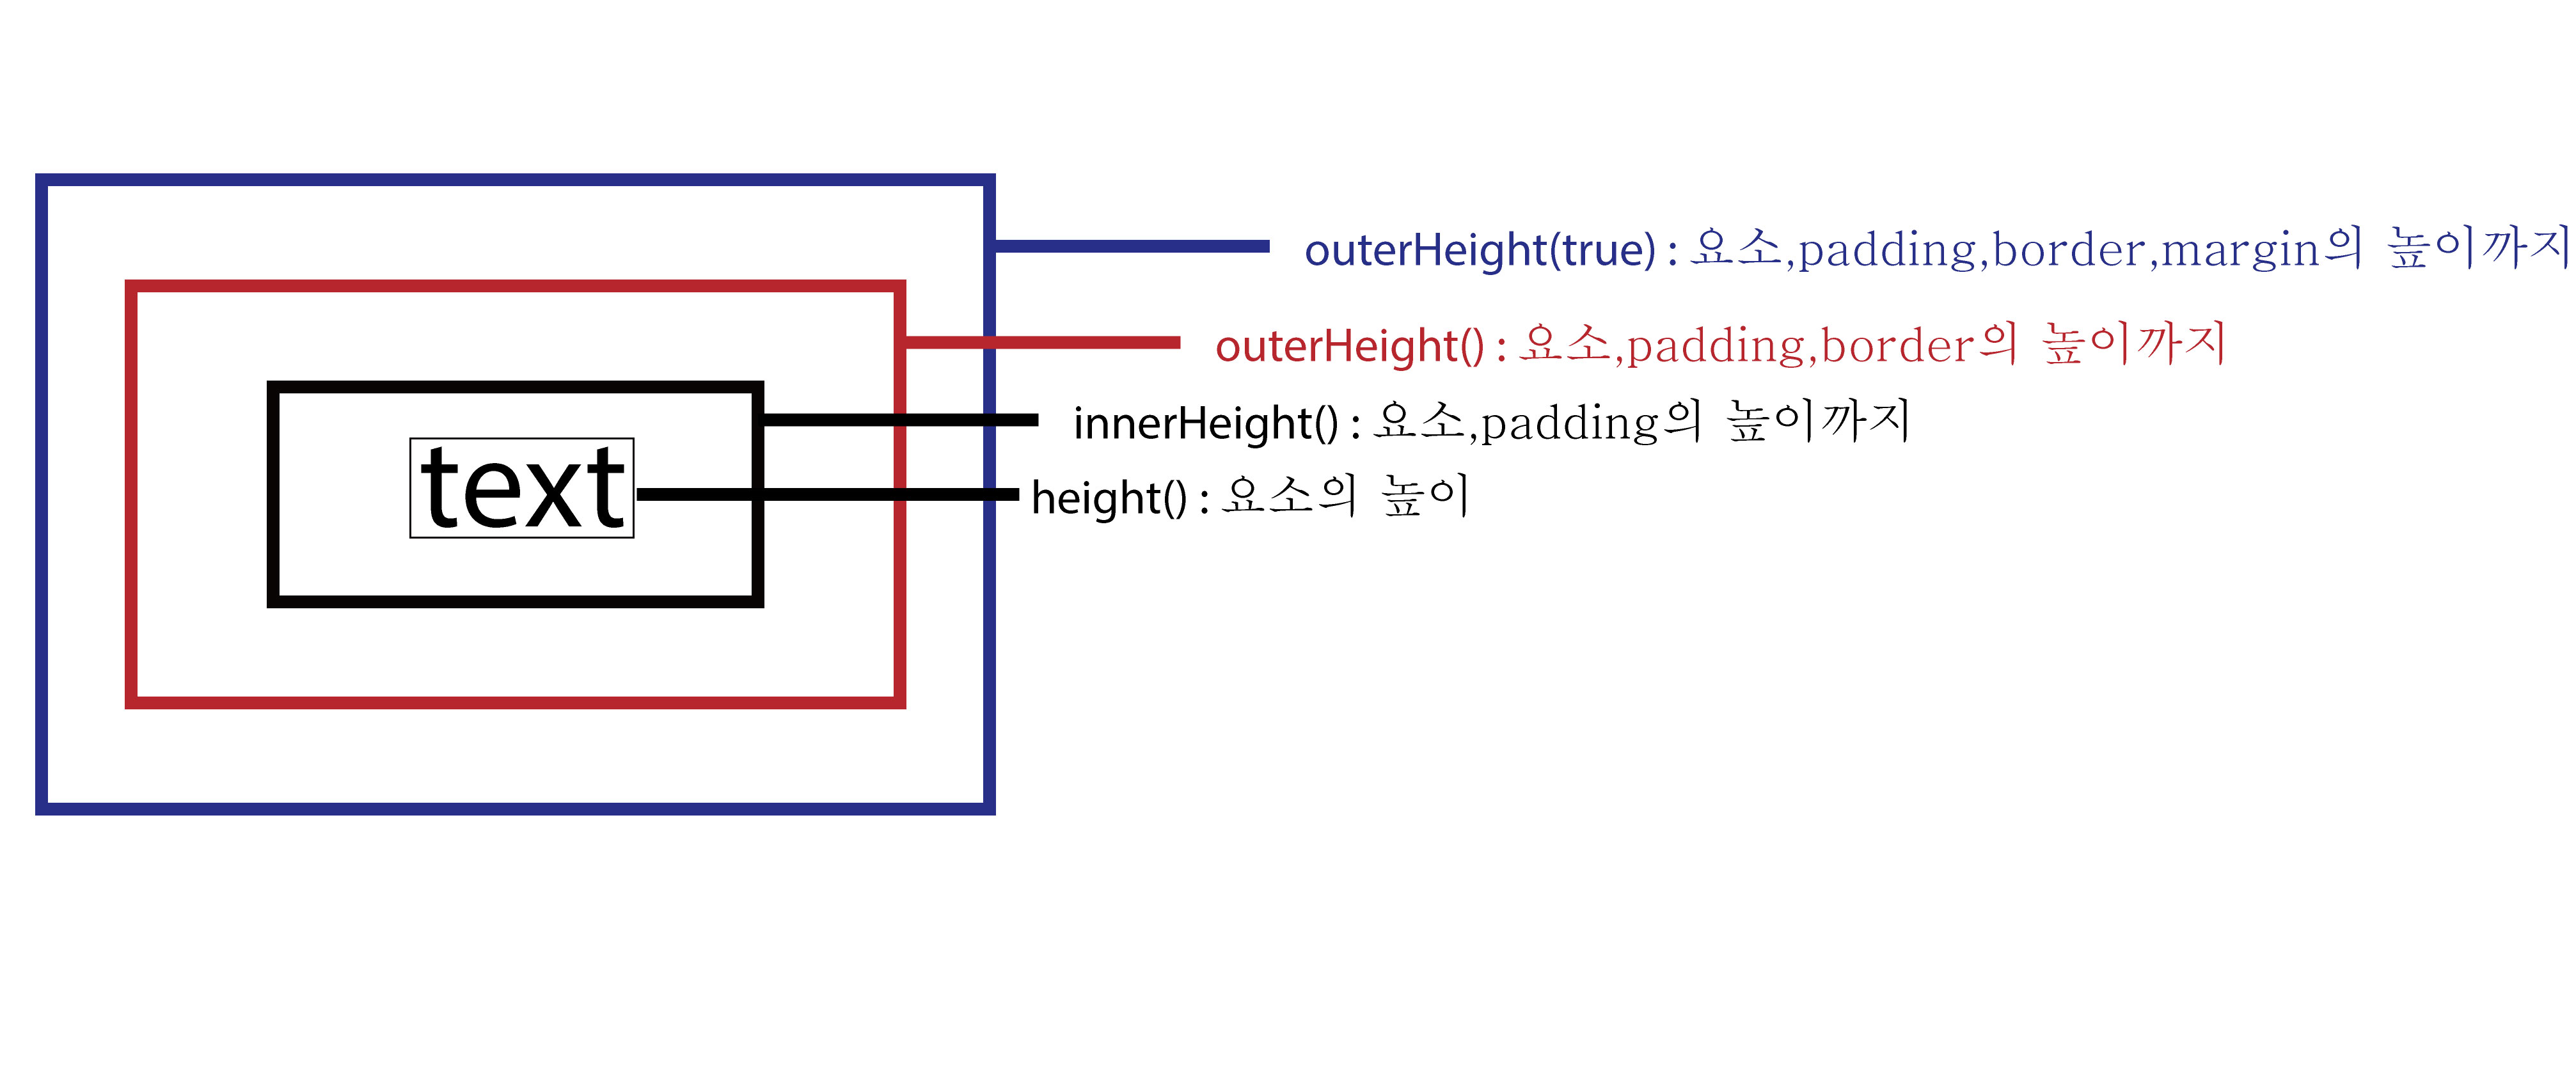 outerHeight(true) : 요소,padding,border,margin의 높이까지
outerHeight() : 요소,padding,border의 높이까지
innerHeight() : 요소,padding의 높이까지
text
height() : 요소의 높이